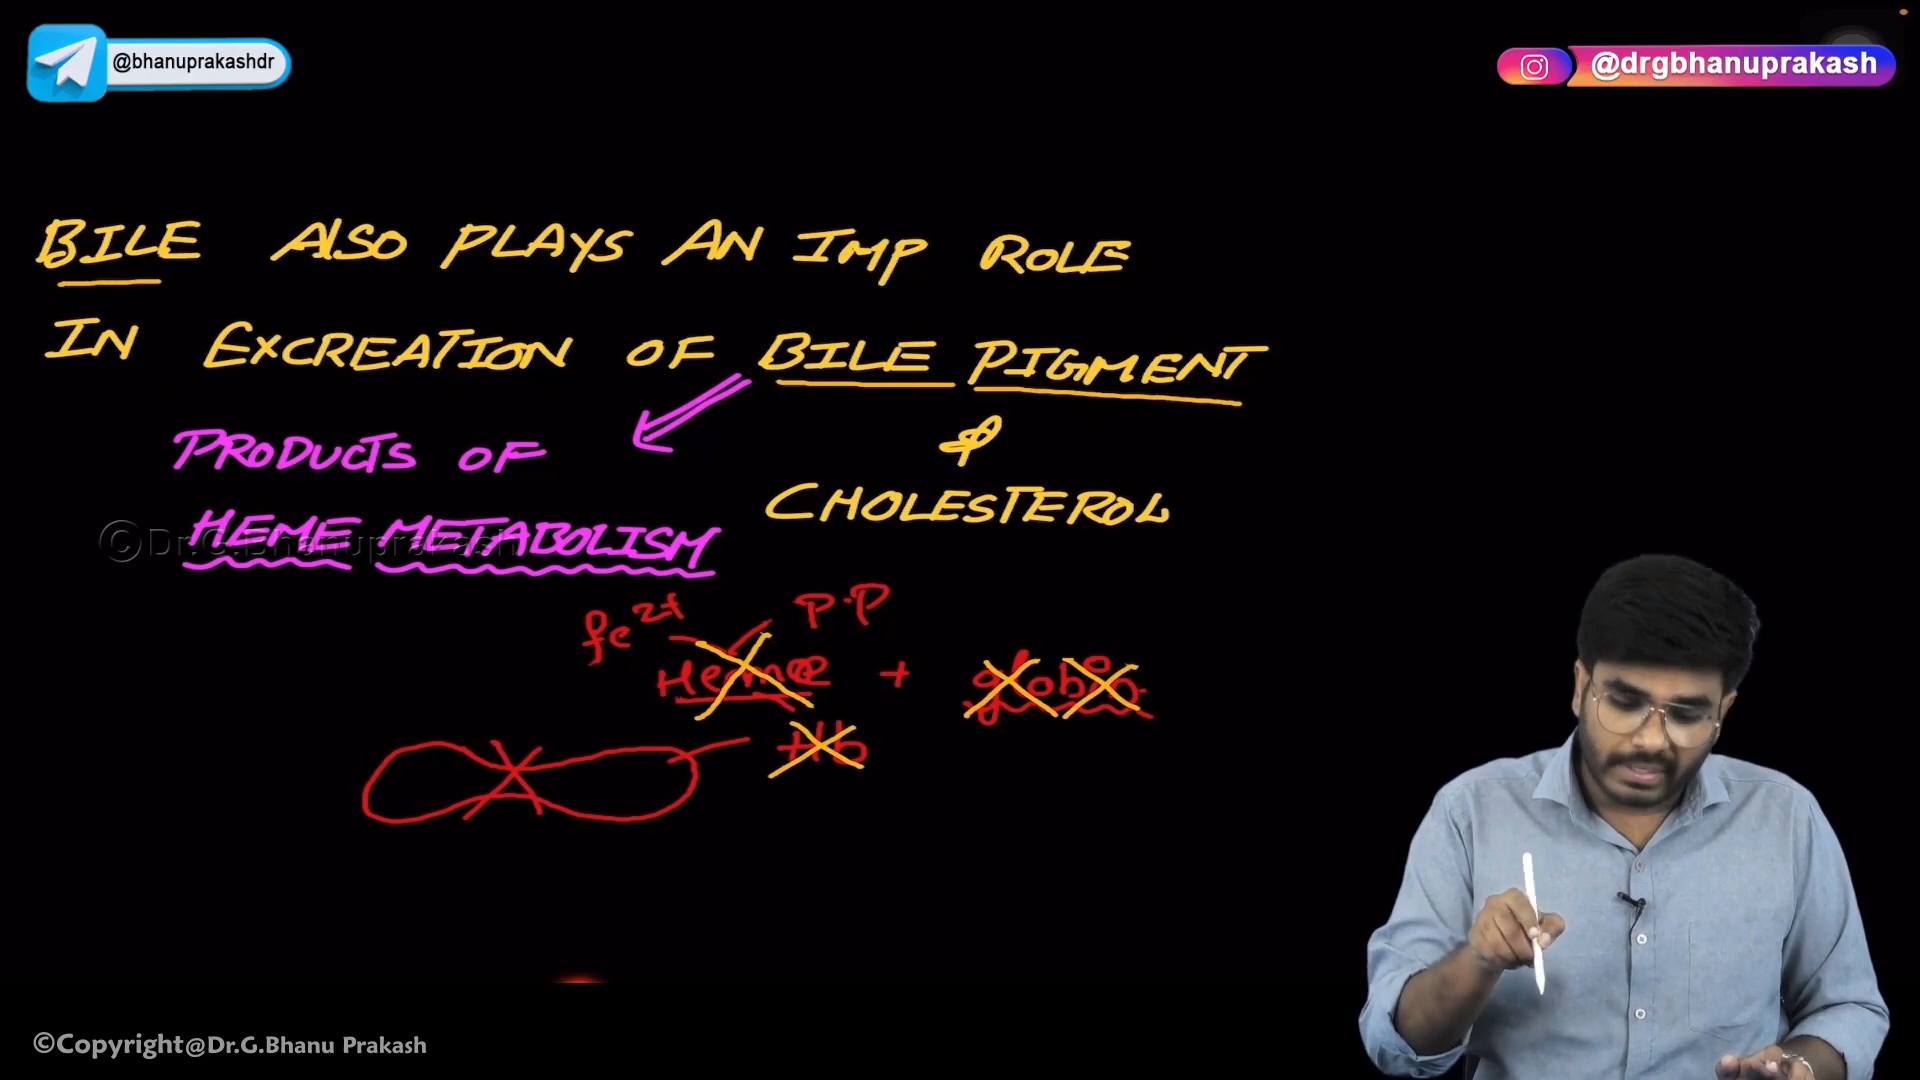 @bhanuprakashdr
@drgbhanuprakash
BILE ALSO PLAYS AN IMP ROLE
IN EXCREATION OF BILE PIGMENT
&
PRODUCTS OF
CHOLESTEROL
HEME METABOLISM
©Dr.G.Bhanuprakash
fe2+
P.P
Heme + globin
Hb
©Copyright@Dr.G.Bhanu Prakash